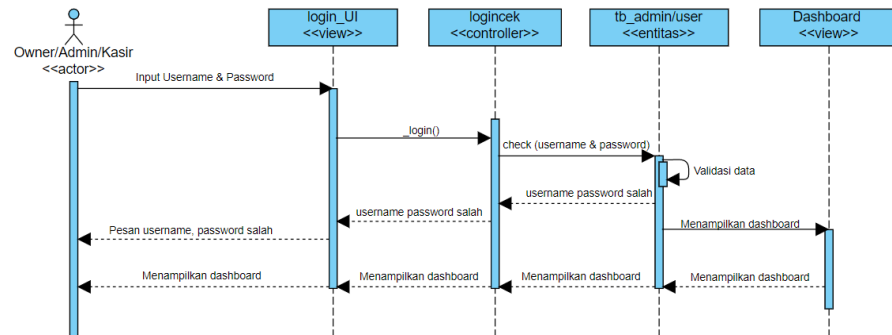 Owner/Admin/Kasir
<<actor>>
login_UI
<<view>>
logincek
<<controller>>
tb_admin/user
<<entitas>>
Dashboard
<<view>>
Input Username & Password
_login()
check (username & password)
Validasi data
username password salah
username password salah
Pesan username, password salah
Menampilkan dashboard
Menampilkan dashboard
Menampilkan dashboard
Menampilkan dashboard
Menampilkan dashboard